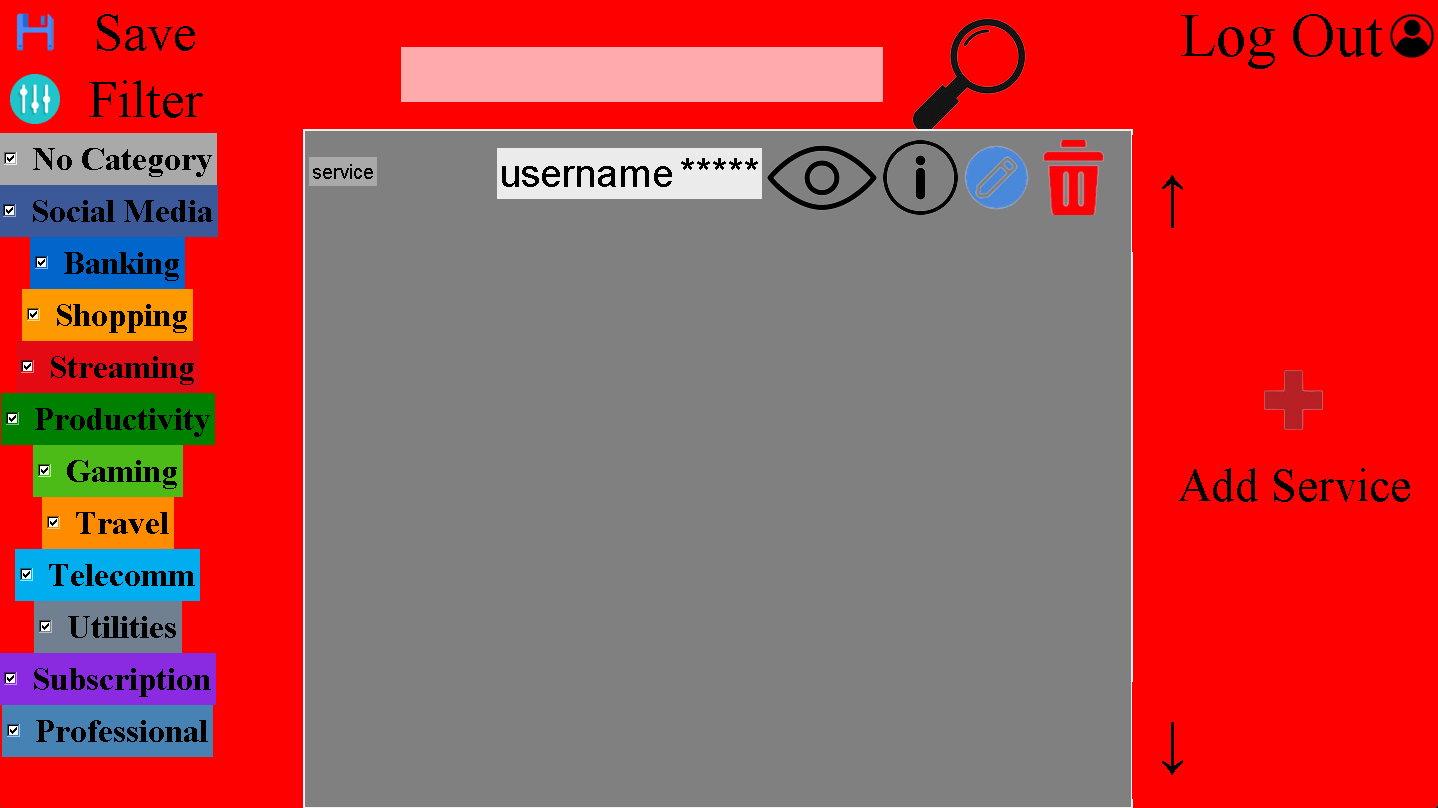 Save
Filter
Log Out
No Category
Social Media
Banking
Shopping
Streaming
Productivity
Gaming
Travel
Telecomm
Utilities
Subscription
Professional
service
username *****
Add Service